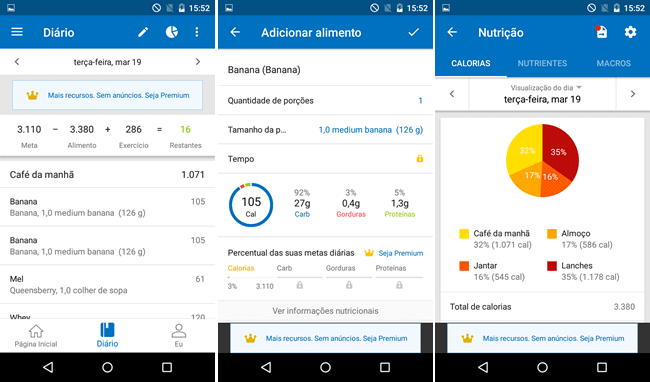 15:52
Diário
terça-feira, mar 19
Mais recursos. Sem anúncios. Seja Premium
3.110 − 3.380 + 286 = 16
Meta Alimento Exercício Restantes
Café da manhã 1.071
Banana 105
Banana, 1,0 medium banana (126 g)
Banana 105
Banana, 1,0 medium banana (126 g)
Mel 61
Queensberry, 1,0 colher de sopa
Whey 120
Página Inicial Diário Eu
15:52
Adicionar alimento
Banana (Banana)
Quantidade de porções 1
Tamanho da p... 1,0 medium banana (126 g)
Tempo
105
Cal
92% 3% 5%
27g 0,4g 1,3g
Carb Gorduras Proteínas
Percentual das suas metas diárias Seja Premium
Calorias Carb Gorduras Proteínas
3% 3.110
Ver informações nutricionais
Mais recursos. Sem anúncios. Seja Premium
15:52
Nutrição
CALORIAS NUTRIENTES MACROS
Visualização do dia
terça-feira, mar 19
32% 35%
17% 16%
Café da manhã Almoço
32% (1.071 cal) 17% (586 cal)
Jantar Lanches
16% (545 cal) 35% (1.178 cal)
Total de calorias 3.380
Mais recursos. Sem anúncios. Seja Premium